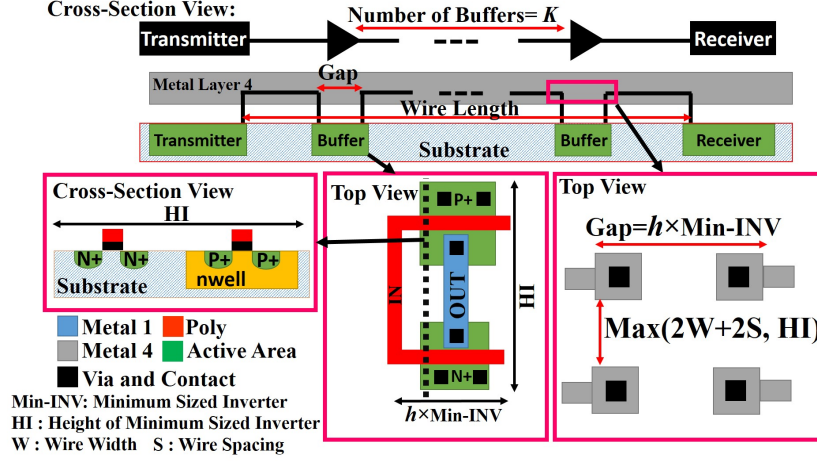 Cross-Section View:
Number of Buffers= K
Transmitter
Receiver
Metal Layer 4
Gap
Wire Length
Transmitter
Buffer
Buffer
Receiver
Substrate
Cross-Section View
HI
N+ N+ P+ P+
Substrate
nwell
Top View
P+
IN
OUT
HI
N+
h×Min-INV
Top View
Gap=h×Min-INV
Max(2W+2S, HI)
Metal 1
Poly
Metal 4
Active Area
Via and Contact
Min-INV: Minimum Sized Inverter
HI : Height of Minimum Sized Inverter
W : Wire Width S : Wire Spacing